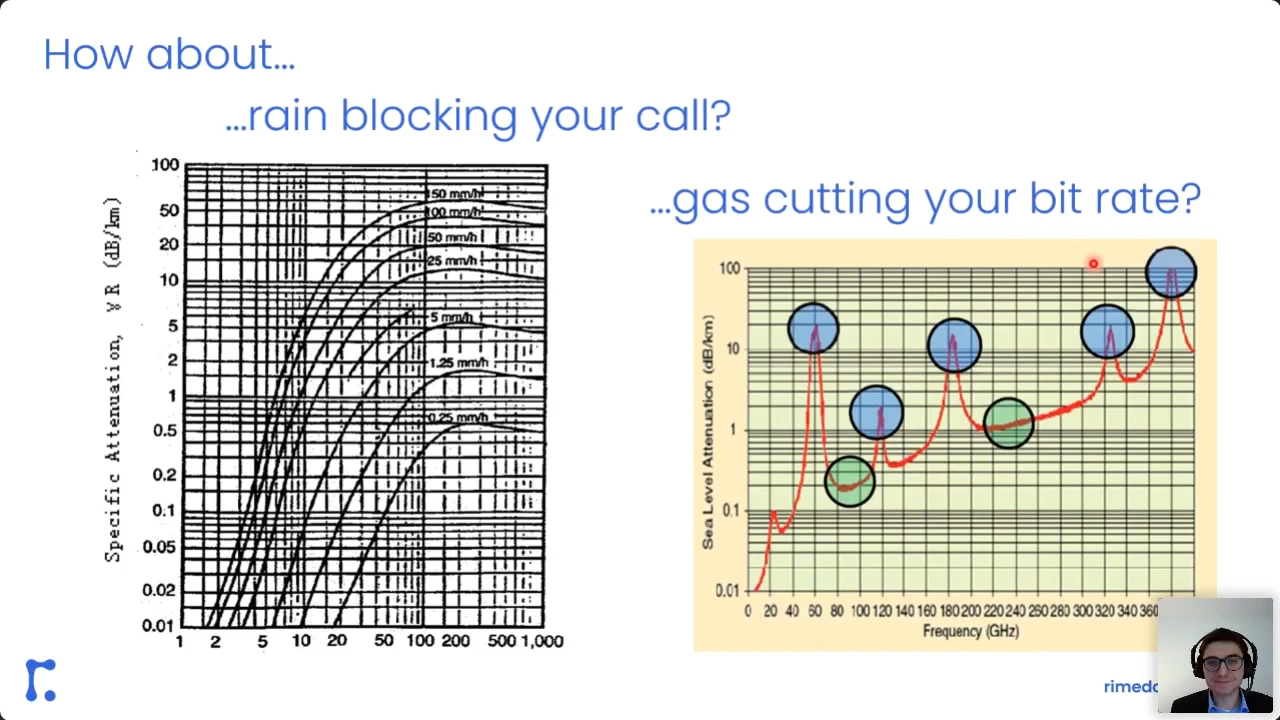 How about...
...rain blocking your call?
...gas cutting your bit rate?
100
50
20
10
5
2
1
0.5
0.2
0.1
0.05
0.02
0.01
Specific Attenuation, γR (dB/km)
150 mm/h
100 mm/h
50 mm/h
25 mm/h
5 mm/h
1.25 mm/h
0.25 mm/h
1 2 5 10 20 50 100 200 500 1,000
100
10
1
0.1
0.01
Sea Level Attenuation (dB/km)
0 20 40 60 80 100 120 140 160 180 200 220 240 260 280 300 320 340 360
Frequency (GHz)